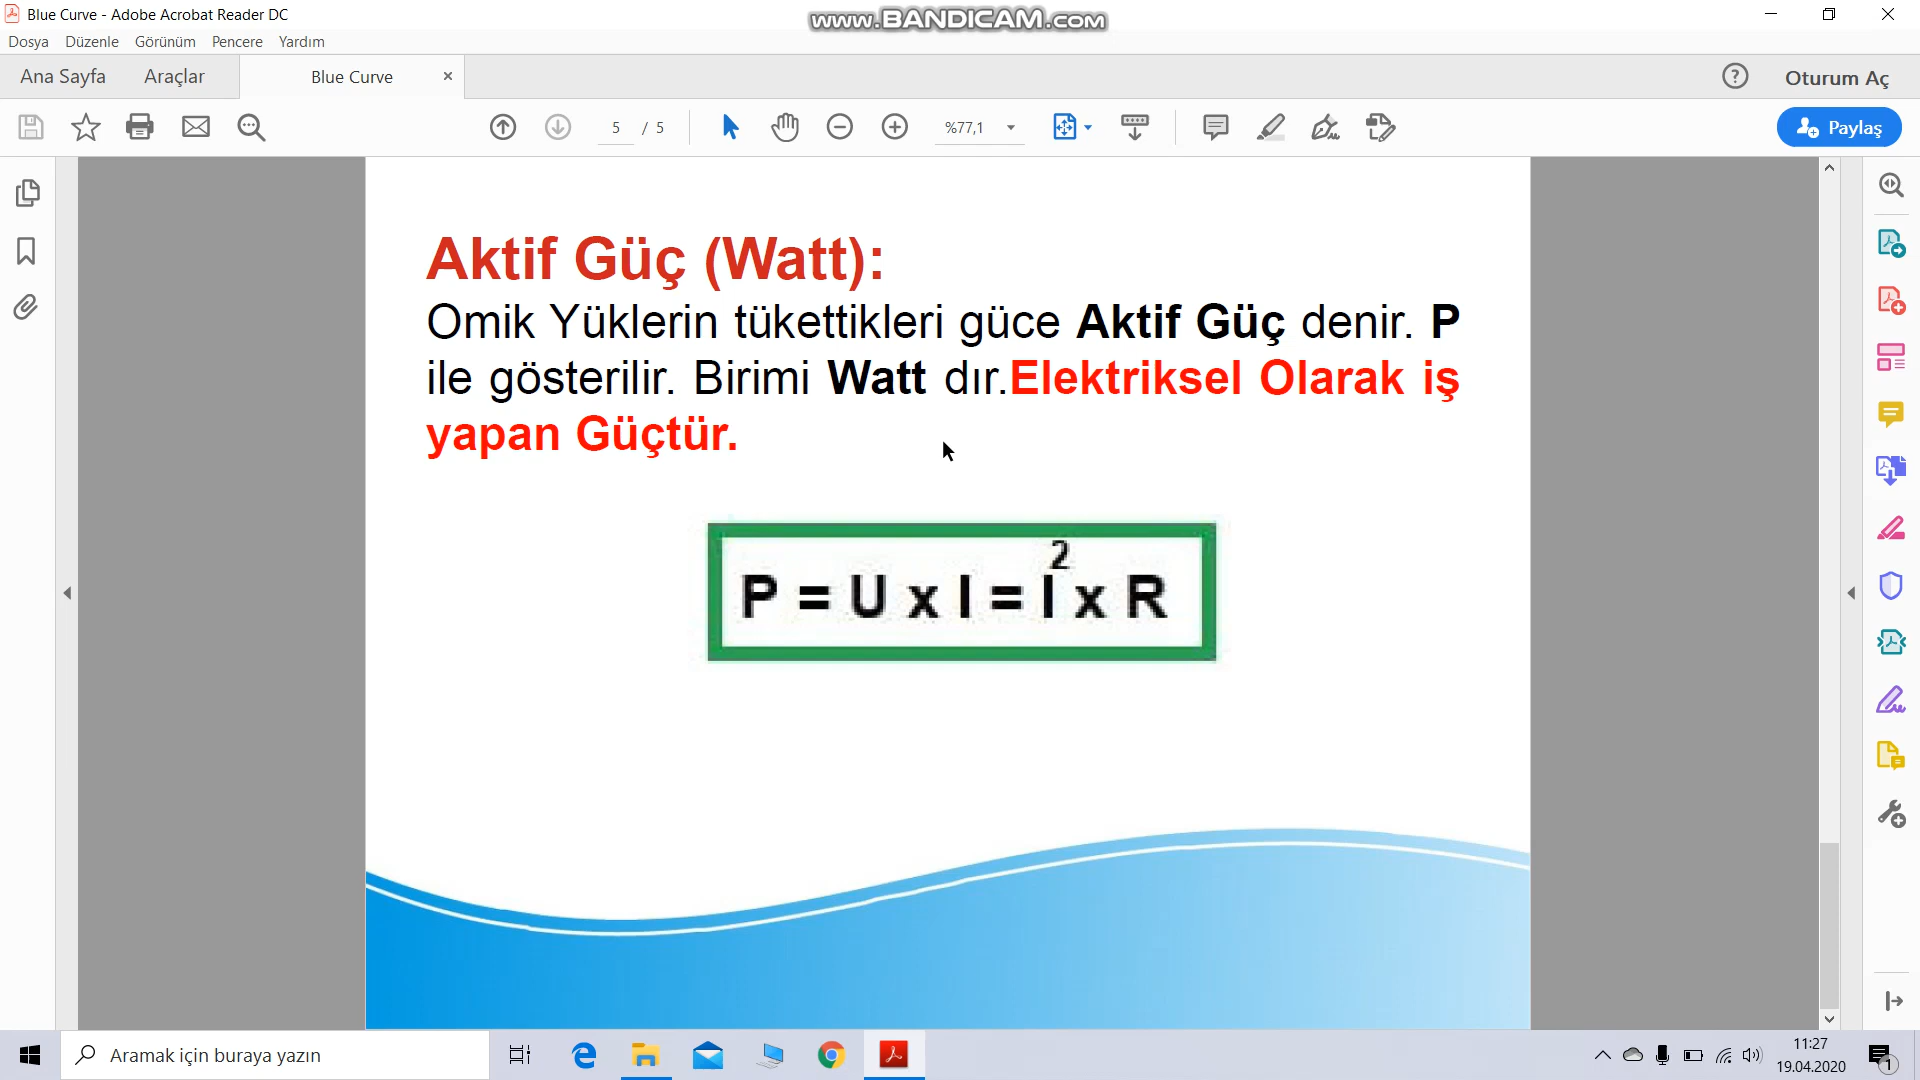 Blue Curve - Adobe Acrobat Reader DC
www.BANDICAM.com
Dosya Düzenle Görünüm Pencere Yardım
Ana Sayfa Araçlar Blue Curve Oturum Aç
5 / 5 %77,1 Paylaş
Aktif Güç (Watt):
Omik Yüklerin tükettikleri güce Aktif Güç denir. P
ile gösterilir. Birimi Watt dır.Elektriksel Olarak iş
yapan Güçtür.
P = U x I = I² x R
Aramak için buraya yazın
11:27
19.04.2020
1